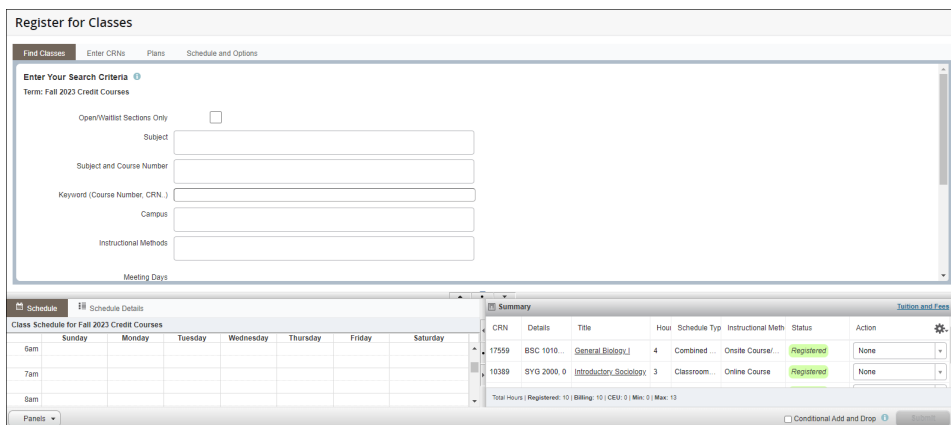 Register for Classes
Find Classes Enter CRNs Plans Schedule and Options
Enter Your Search Criteria
Term: Fall 2023 Credit Courses
Open/Waitlist Sections Only
Subject
Subject and Course Number
Keyword (Course Number, CRN..)
Campus
Instructional Methods
Meeting Days
Schedule Schedule Details
Class Schedule for Fall 2023 Credit Courses
Sunday Monday Tuesday Wednesday Thursday Friday Saturday
6am
7am
8am
Summary Tuition and Fees
CRN Details Title Hour Schedule Typ Instructional Meth Status Action
17559 BSC 1010... General Biology I 4 Combined ... Onsite Course/... Registered None
10389 SYG 2000, 0 Introductory Sociology 3 Classroom... Online Course Registered None
Total Hours | Registered: 10 | Billing: 10 | CEU: 0 | Min: 0 | Max: 13
Panels Conditional Add and Drop Submit